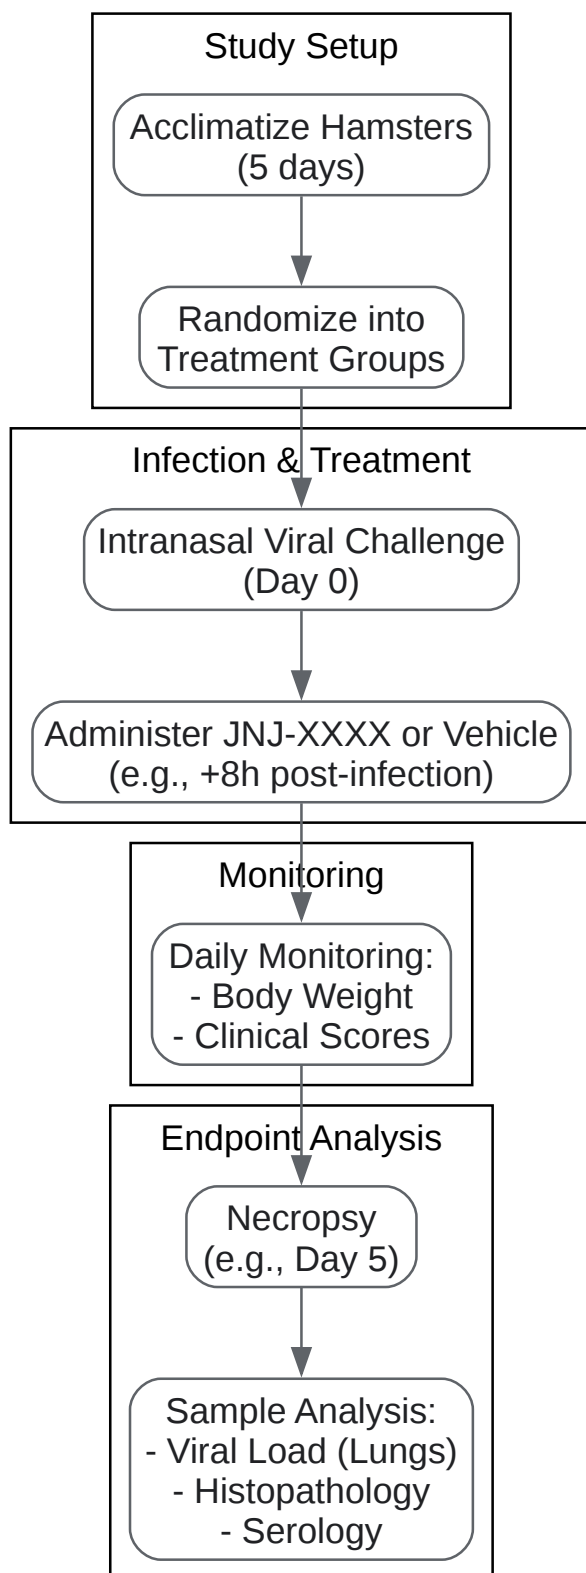 Study Setup
Acclimatize Hamsters
(5 days)
Randomize into
Treatment Groups
Infection & Treatment
Intranasal Viral Challenge
(Day 0)
Administer JNJ-XXXX or Vehicle
(e.g., +8h post-infection)
Monitoring
Daily Monitoring:
- Body Weight
- Clinical Scores
Endpoint Analysis
Necropsy
(e.g., Day 5)
Sample Analysis:
- Viral Load (Lungs)
- Histopathology
- Serology